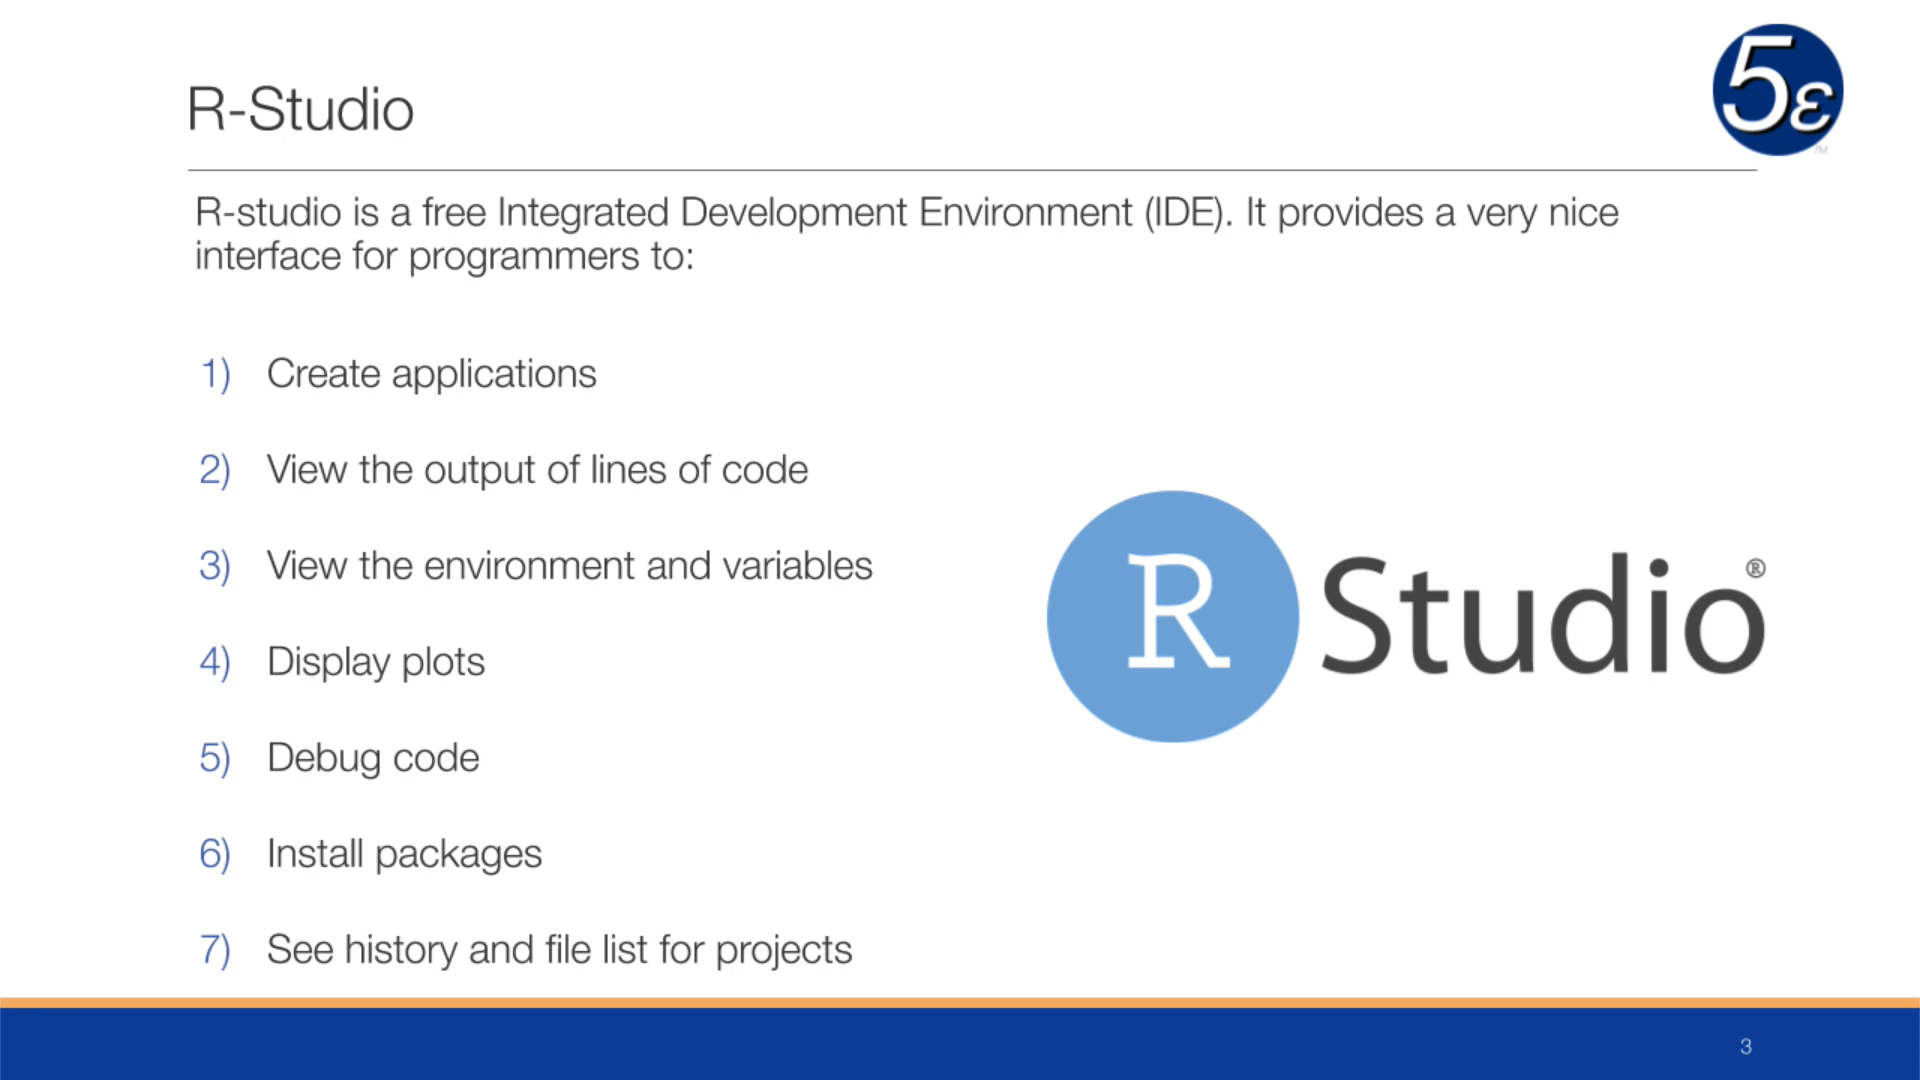 R-Studio
5ε
TM
R-studio is a free Integrated Development Environment (IDE). It provides a very nice
interface for programmers to:
1) Create applications
2) View the output of lines of code
3) View the environment and variables
4) Display plots
5) Debug code
6) Install packages
7) See history and file list for projects
R Studio®
3